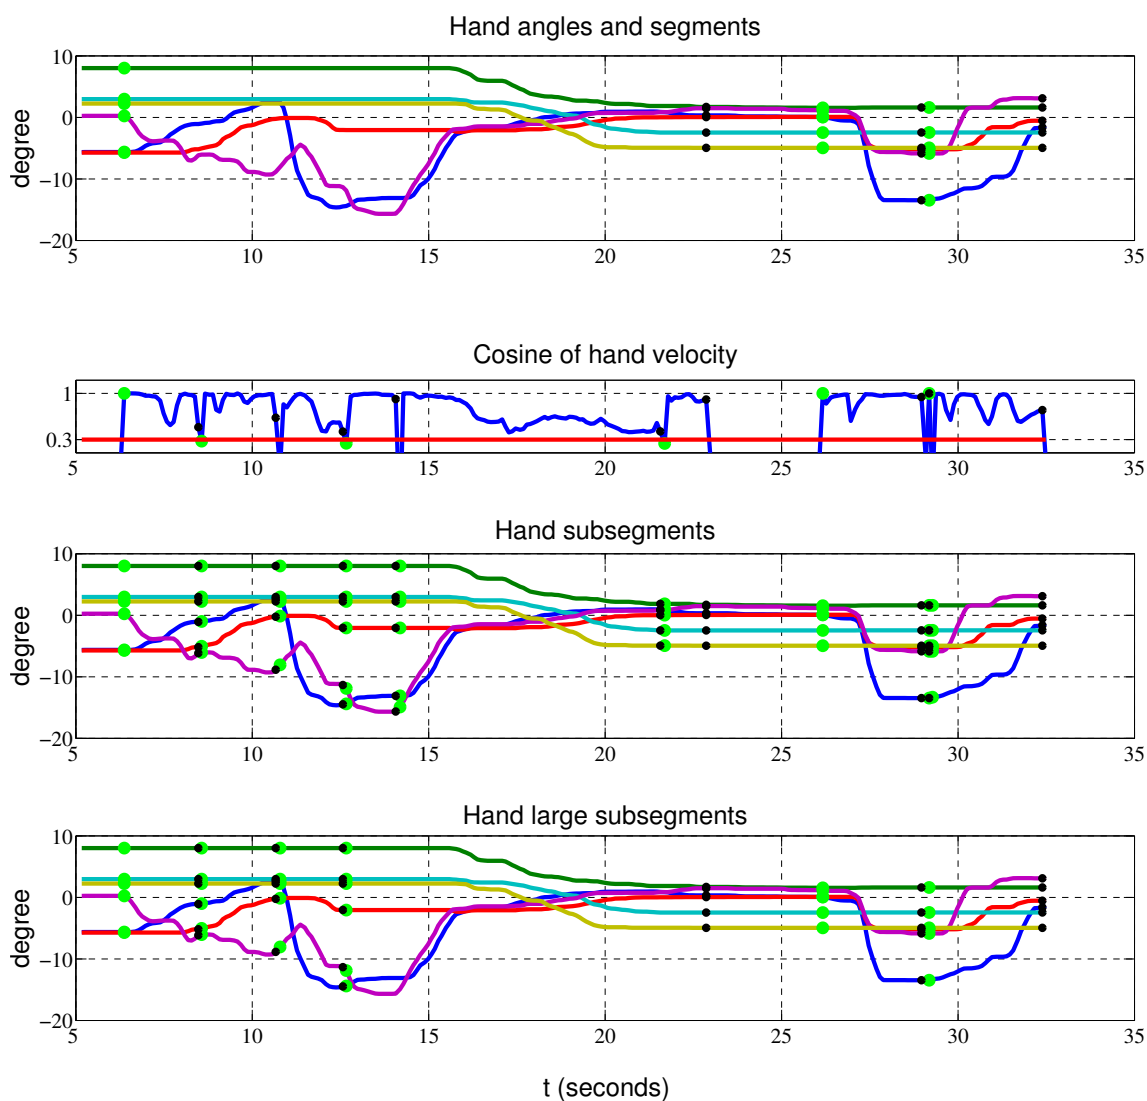 Hand angles and segments
10
0
−10
−20
degree
5 10 15 20 25 30 35
Cosine of hand velocity
1
0.3
5 10 15 20 25 30 35
Hand subsegments
10
0
−10
−20
degree
5 10 15 20 25 30 35
Hand large subsegments
10
0
−10
−20
degree
5 10 15 20 25 30 35
t (seconds)